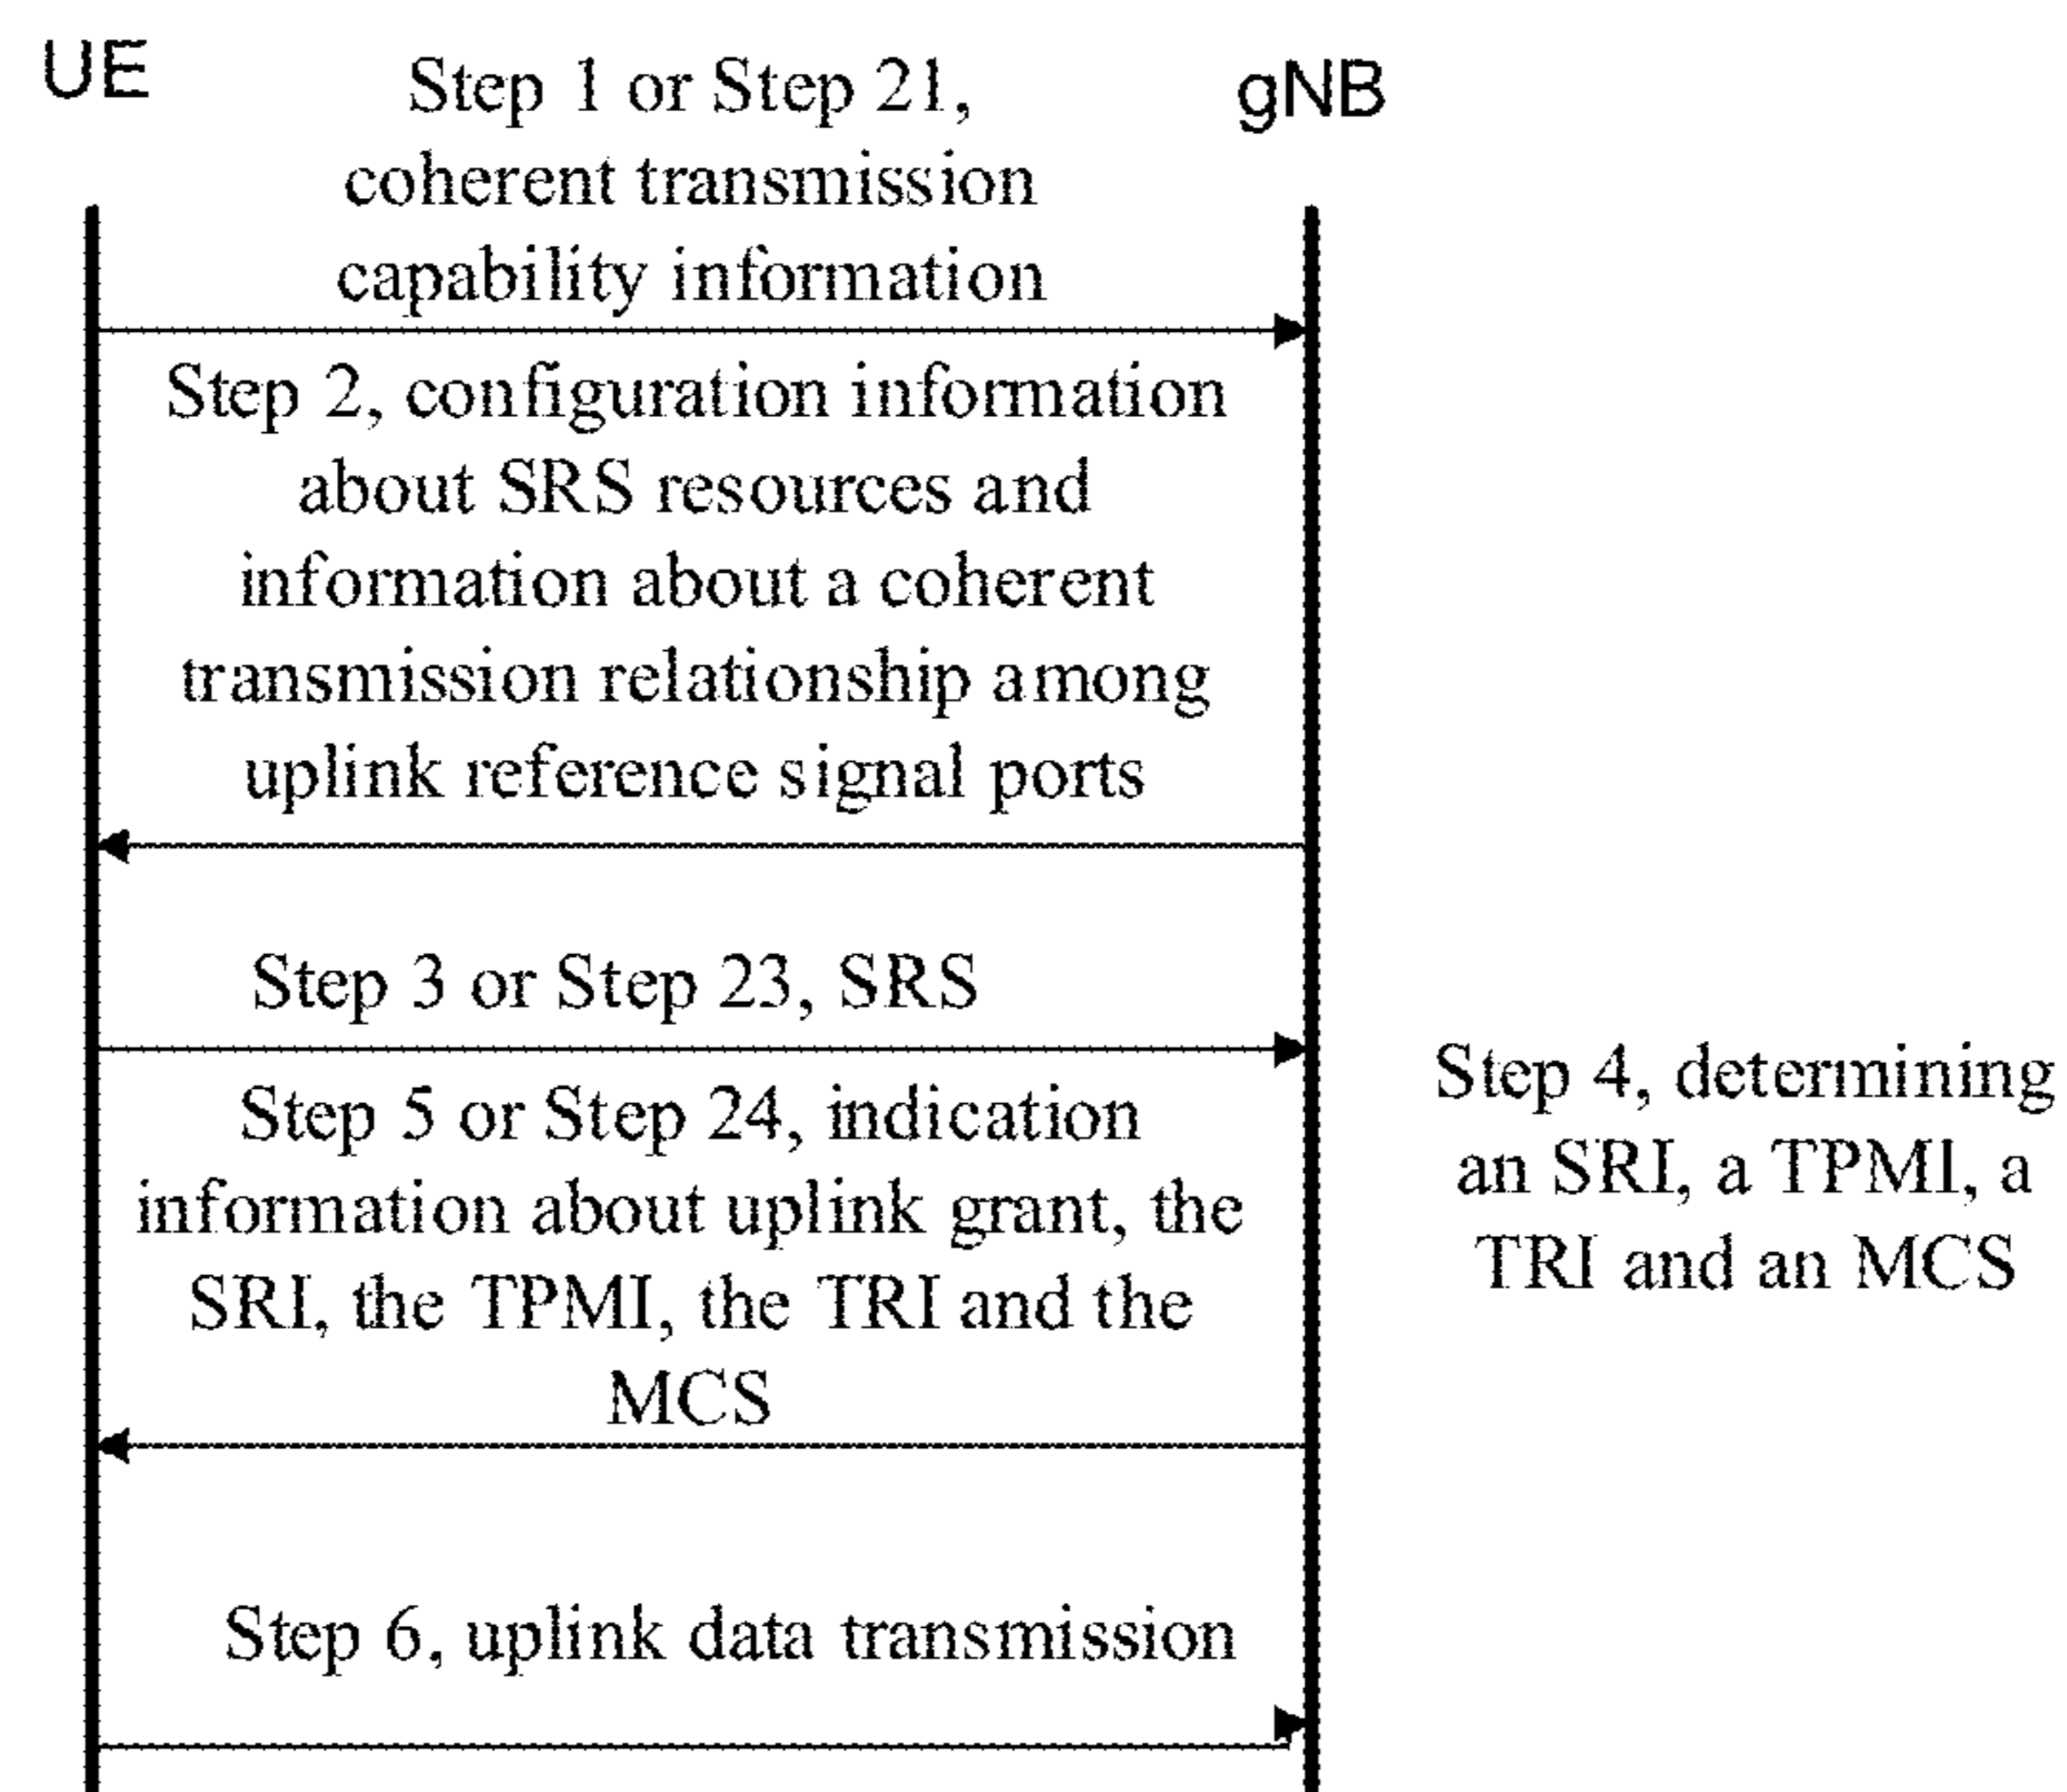 UE
gNB
Step 1 or Step 21,
coherent transmission
capability information
Step 2, configuration information
about SRS resources and
information about a coherent
transmission relationship among
uplink reference signal ports
Step 3 or Step 23, SRS
Step 4, determining
an SRI, a TPMI, a
TRI and an MCS
Step 5 or Step 24, indication
information about uplink grant, the
SRI, the TPMI, the TRI and the
MCS
Step 6, uplink data transmission